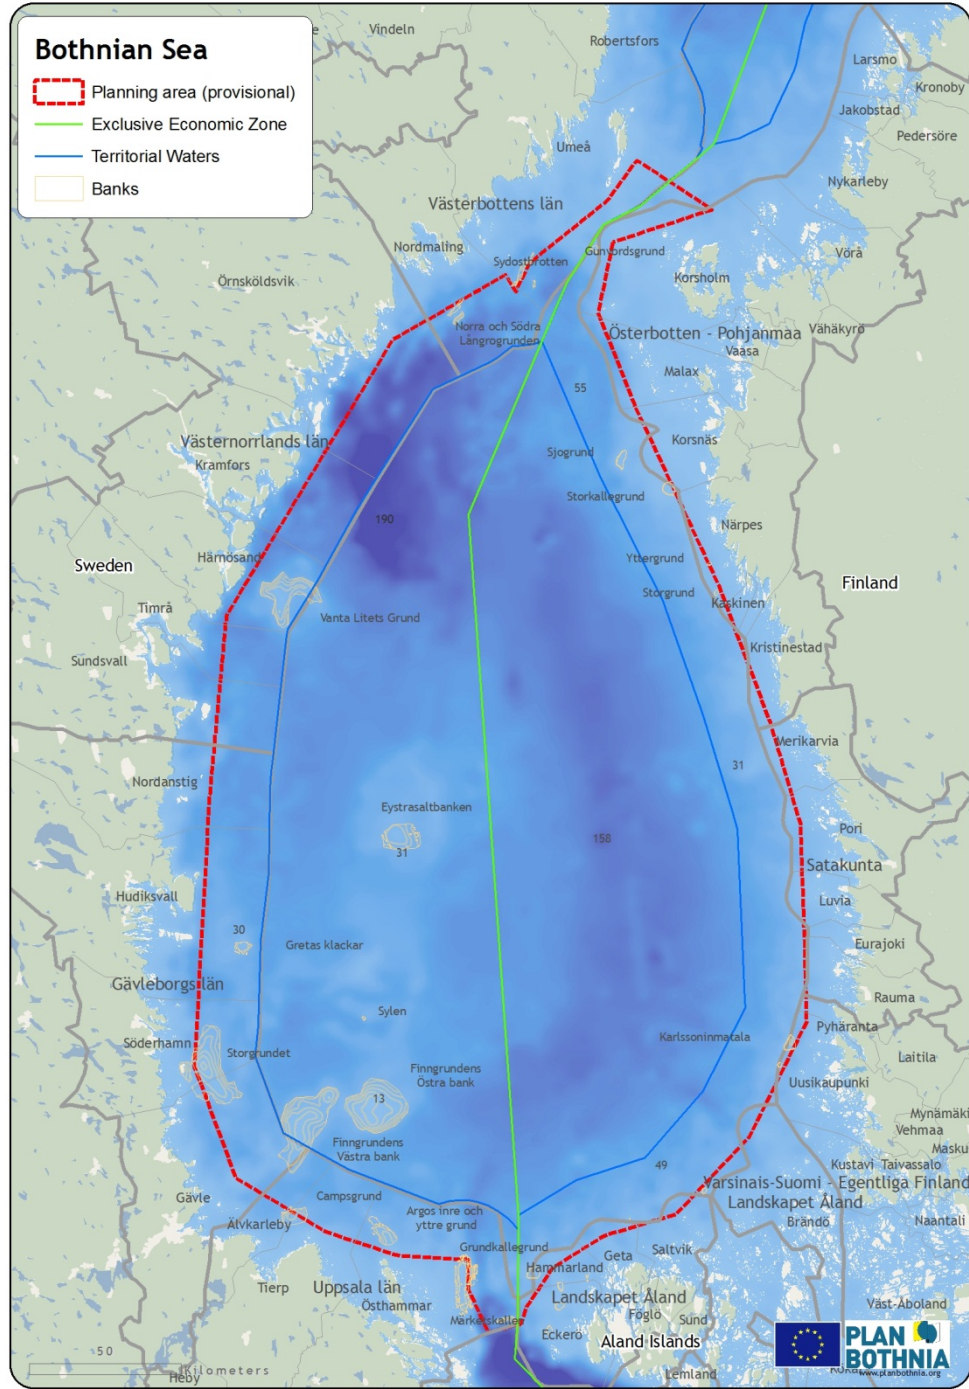 Bothnian Sea
Planning area (provisional)
Exclusive Economic Zone
Territorial Waters
Banks
Vindeln
Robertsfors
Larsmo
Kronoby
Jakobstad
Pedersöre
Umeå
Nykarleby
Västerbottens län
Nordmaling
Sydostbrotten
Gunvordsgrund
Vörå
Korsholm
Örnsköldsvik
Norra och Södra
Långrogrunden
Österbotten - Pohjanmaa
Vähäkyrö
Vaasa
Malax
55
Västernorrlands län
Korsnäs
Sjogrund
Kramfors
Storkallegrund
190
Närpes
Härnösand
Yttergrund
Sweden
Finland
Storgrund
Kaskinen
Timrå
Vanta Litets Grund
Kristinestad
Sundsvall
Merikarvia
31
Nordanstig
Eystrasaltbanken
31
158
Pori
Satakunta
Hudiksvall
Luvia
30
Gretas klackar
Eurajoki
Gävleborgs län
Rauma
Sylen
Pyhäranta
Söderhamn
Storgrundet
Karlssoninmatala
Laitila
Finngrundens
Östra bank
Uusikaupunki
13
Mynämäki
Vehmaa
Finngrundens
Västra bank
Masku
49
Kustavi
Taivassalo
Varsinais-Suomi - Egentliga Finland
Gävle
Campsgrund
Landskapet Åland
Argos inre och
yttre grund
Brändö
Naantali
Älvkarleby
Grundkallegrund
Geta
Saltvik
Hammarland
Tierp
Uppsala län
Landskapet Åland
Östhammar
Föglö
Sund
Väst-Åboland
Märketskallen
Eckerö
Aland Islands
50
Kilometers
Heby
Lemland
PLAN
BOTHNIA
www.planbothnia.org